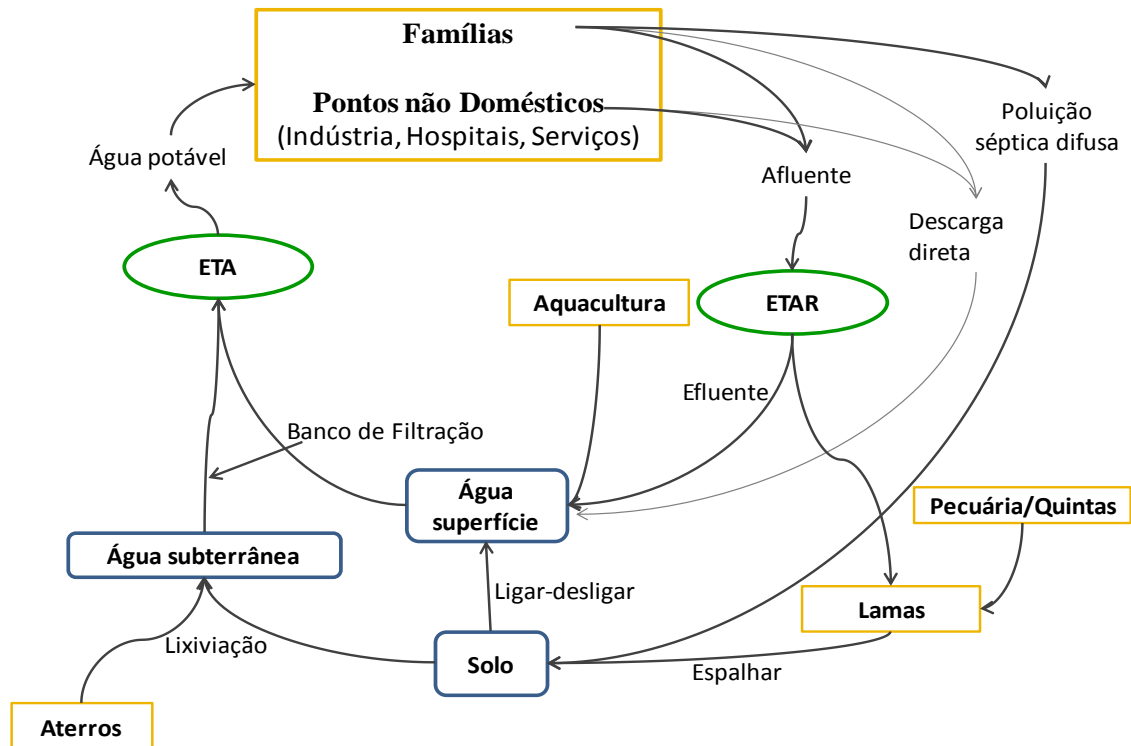 Famílias
Pontos não Domésticos
(Indústria, Hospitais, Serviços)
Poluição
séptica difusa
Água potável
Afluente
Descarga
direta
ETA
Aquacultura
ETAR
Efluente
Banco de Filtração
Água
superfície
Pecuária/Quintas
Água subterrânea
Ligar-desligar
Lamas
Lixiviação
Solo
Espalhar
Aterros